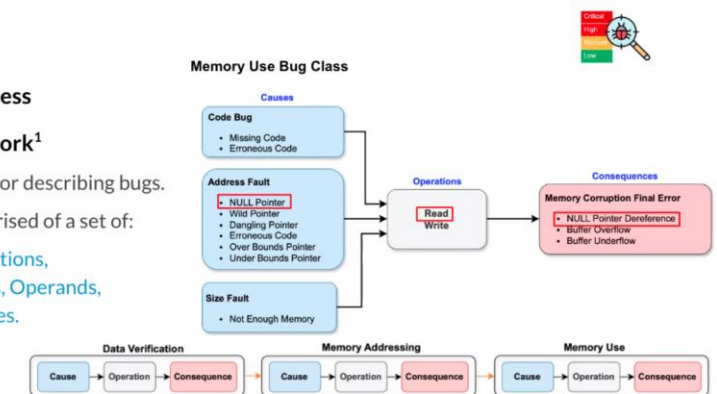 Critical
High
Medium
Low
ess
ork1
or describing bugs.
rised of a set of:
tions,
s, Operands,
es.
Memory Use Bug Class
Causes
Code Bug
• Missing Code
• Erroneous Code
Address Fault
• NULL Pointer
• Wild Pointer
• Dangling Pointer
• Erroneous Code
• Over Bounds Pointer
• Under Bounds Pointer
Size Fault
• Not Enough Memory
Operations
Read
Write
Consequences
Memory Corruption Final Error
• NULL Pointer Dereference
• Buffer Overflow
• Buffer Underflow
Data Verification
Cause
Operation
Consequence
Memory Addressing
Cause
Operation
Consequence
Memory Use
Cause
Operation
Consequence